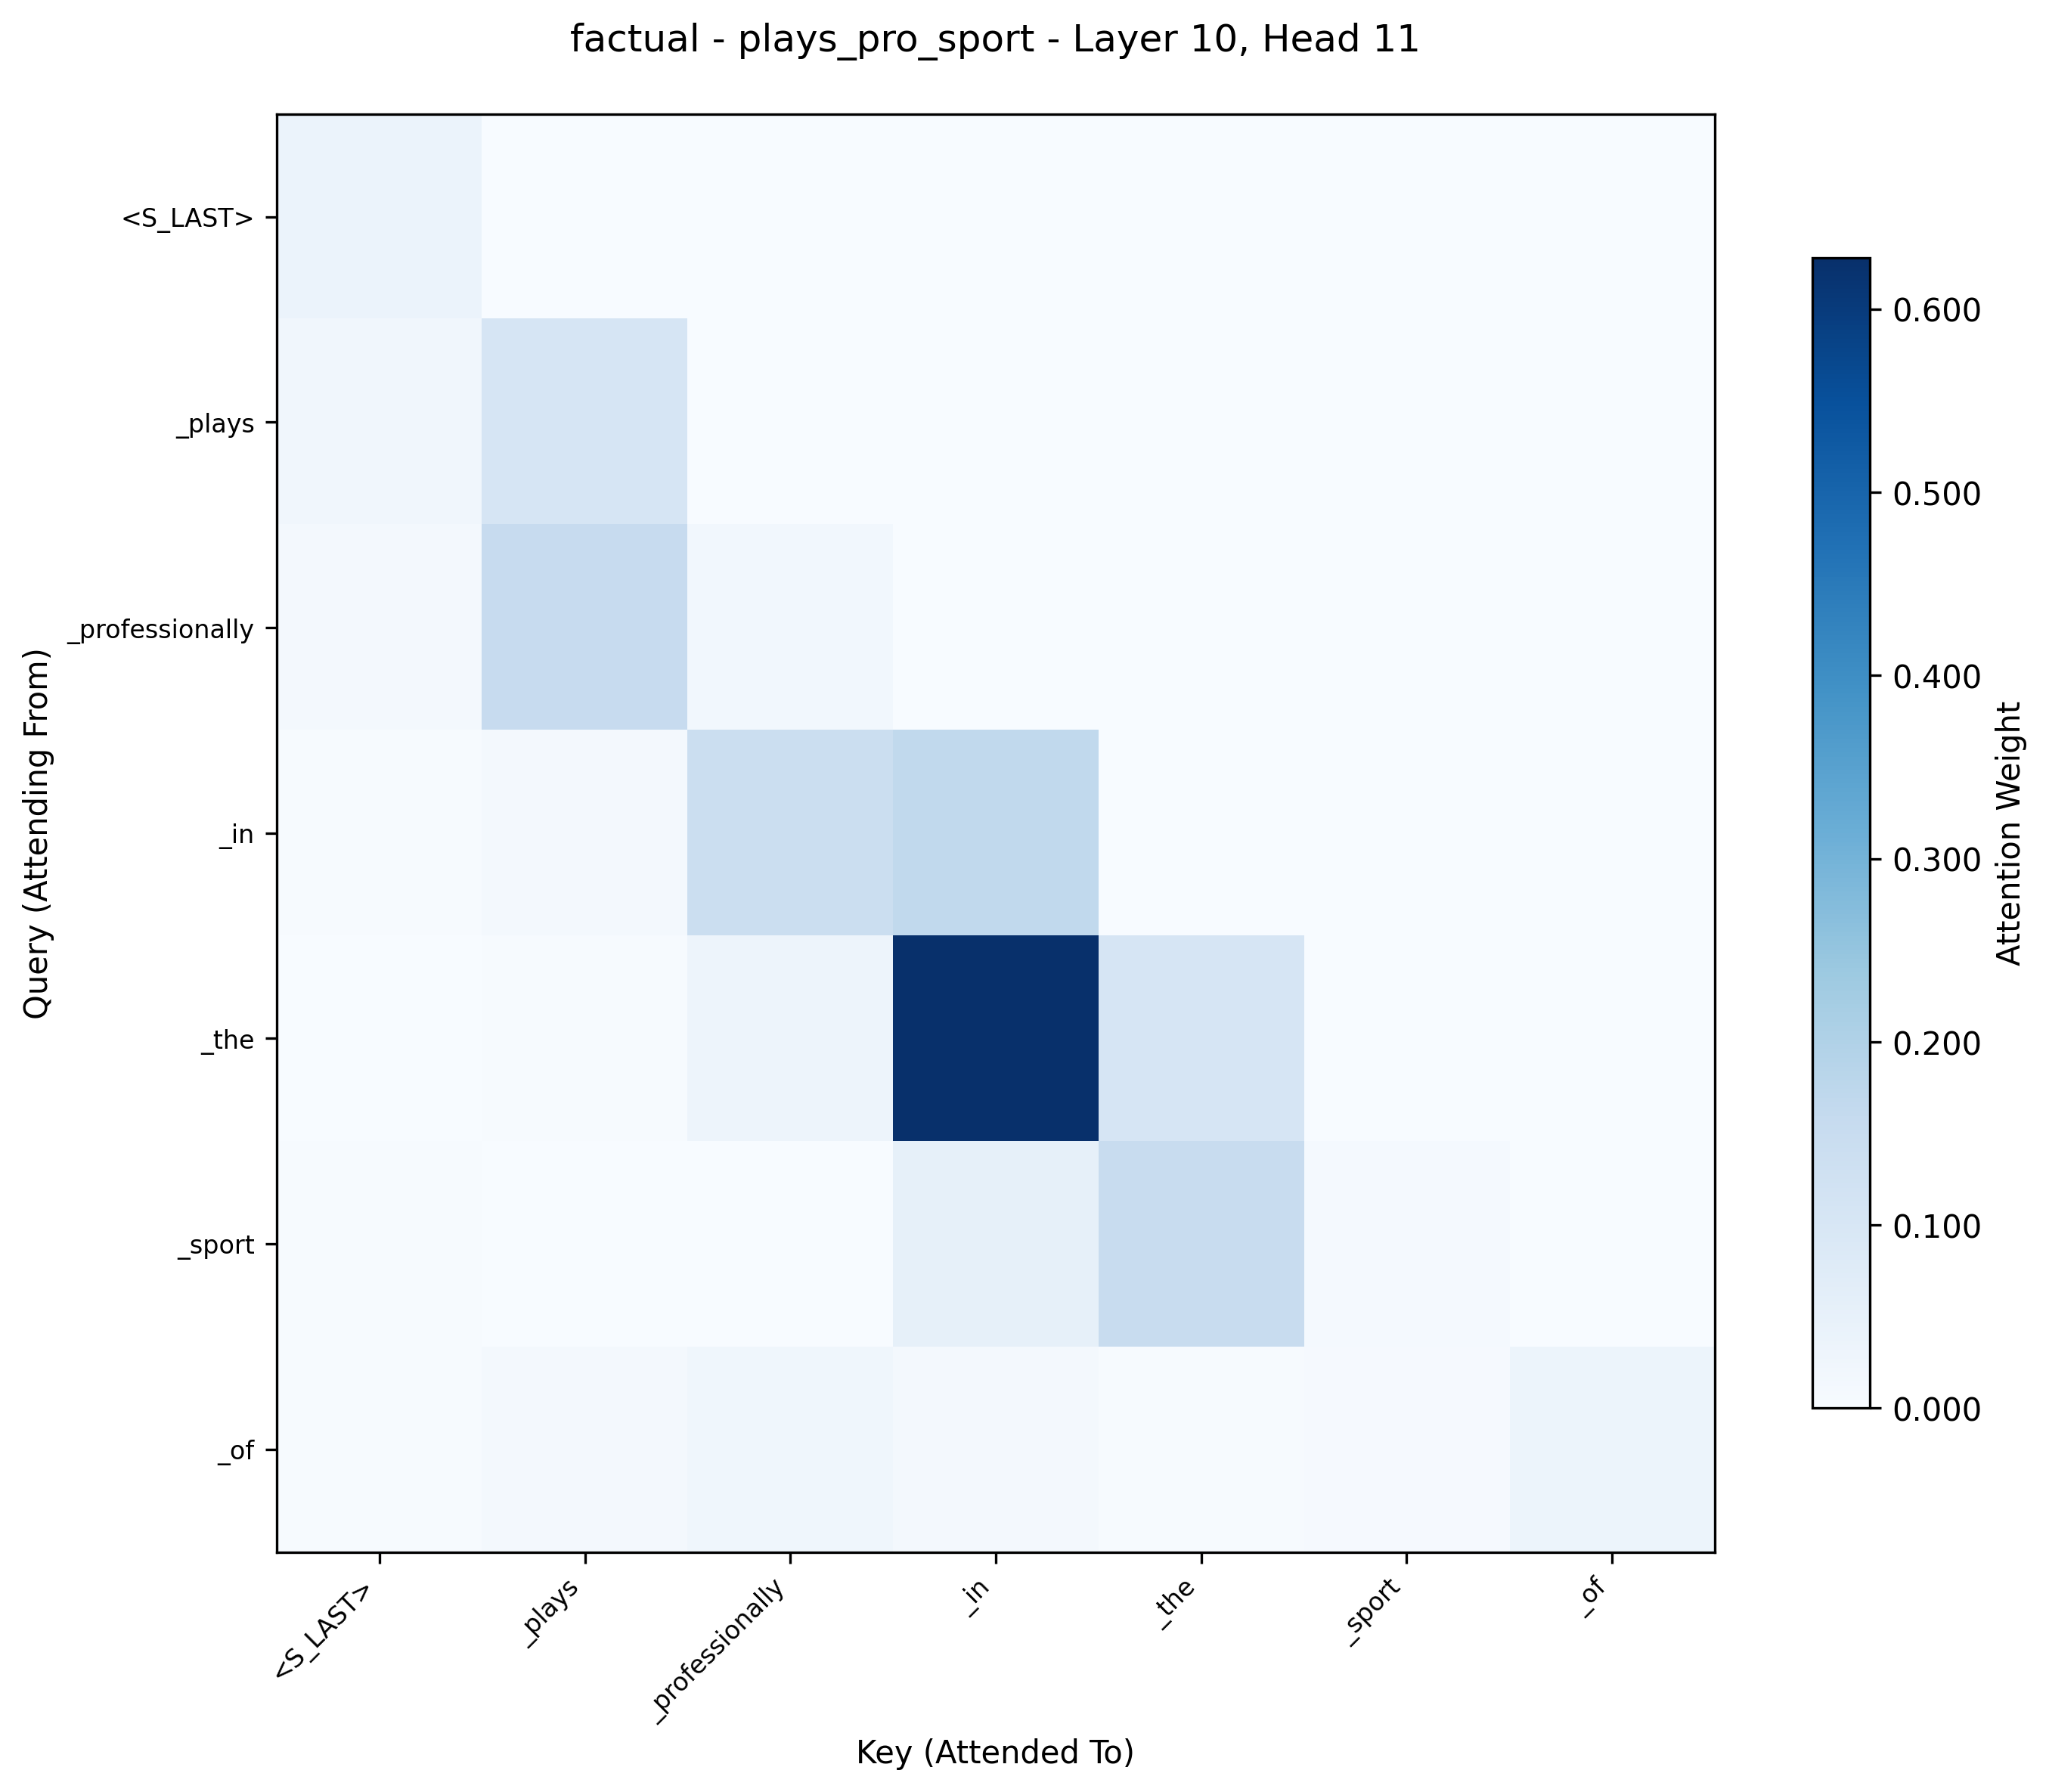 factual - plays_pro_sport - Layer 10, Head 11
<S_LAST>
_plays
_professionally
_in
_the
_sport
_of
Query (Attending From)
<S_LAST>
_plays
_professionally
_in
_the
_sport
_of
Key (Attended To)
0.600
0.500
0.400
0.300
0.200
0.100
0.000
Attention Weight